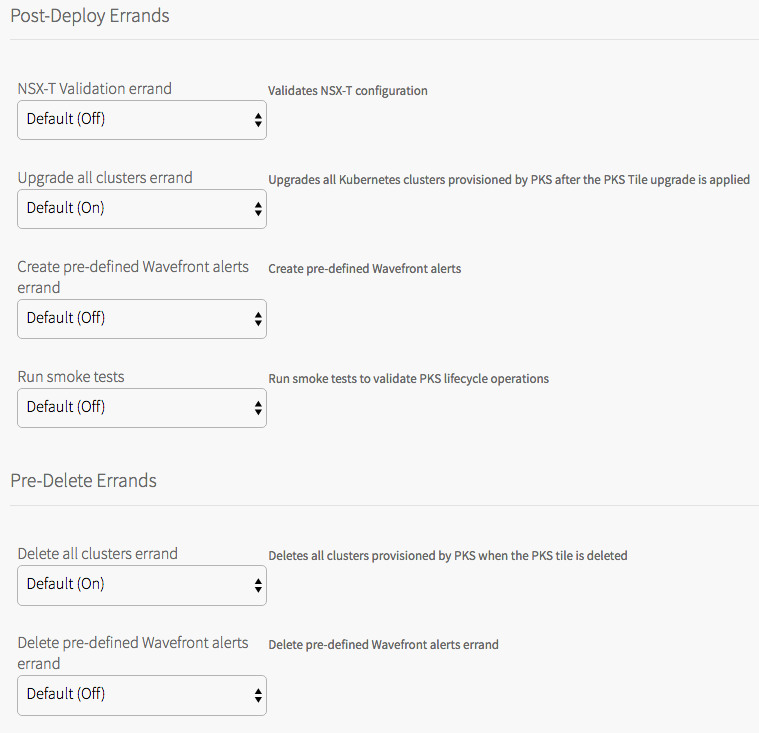 Post-Deploy Errands
NSX-T Validation errand
Validates NSX-T configuration
Default (Off)
Upgrade all clusters errand
Upgrades all Kubernetes clusters provisioned by PKS after the PKS Tile upgrade is applied
Default (On)
Create pre-defined Wavefront alerts
errand
Create pre-defined Wavefront alerts
Default (Off)
Run smoke tests
Run smoke tests to validate PKS lifecycle operations
Default (Off)
Pre-Delete Errands
Delete all clusters errand
Deletes all clusters provisioned by PKS when the PKS tile is deleted
Default (On)
Delete pre-defined Wavefront alerts
errand
Delete pre-defined Wavefront alerts errand
Default (Off)